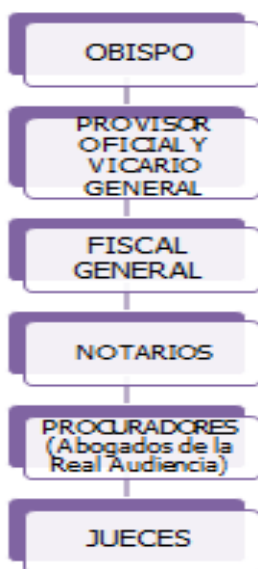 OBISPO
PROVISOR
OFICIAL Y
VICARIO
GENERAL
FISCAL
GENERAL
NOTARIOS
PROCURADORES
(Abogados de la
Real Audiencia)
JUECES